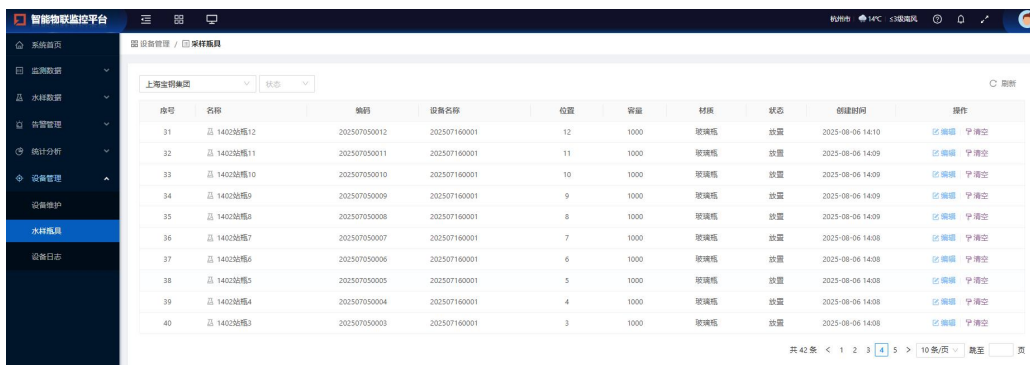 智能物联监控平台
杭州市 14℃ ≤3级南风
系统首页
监测数据
水样数据
告警管理
统计分析
设备管理
设备维护
水样瓶具
设备日志
设备管理 / 采样瓶具
上海宝钢集团 状态 刷新
序号 名称 编码 设备名称 位置 容量 材质 状态 创建时间 操作
31 1402站瓶12 202507050012 202507160001 12 1000 玻璃瓶 放置 2025-08-06 14:10 编辑 清空
32 1402站瓶11 202507050011 202507160001 11 1000 玻璃瓶 放置 2025-08-06 14:09 编辑 清空
33 1402站瓶10 202507050010 202507160001 10 1000 玻璃瓶 放置 2025-08-06 14:09 编辑 清空
34 1402站瓶9 202507050009 202507160001 9 1000 玻璃瓶 放置 2025-08-06 14:09 编辑 清空
35 1402站瓶8 202507050008 202507160001 8 1000 玻璃瓶 放置 2025-08-06 14:09 编辑 清空
36 1402站瓶7 202507050007 202507160001 7 1000 玻璃瓶 放置 2025-08-06 14:08 编辑 清空
37 1402站瓶6 202507050006 202507160001 6 1000 玻璃瓶 放置 2025-08-06 14:08 编辑 清空
38 1402站瓶5 202507050005 202507160001 5 1000 玻璃瓶 放置 2025-08-06 14:08 编辑 清空
39 1402站瓶4 202507050004 202507160001 4 1000 玻璃瓶 放置 2025-08-06 14:08 编辑 清空
40 1402站瓶3 202507050003 202507160001 3 1000 玻璃瓶 放置 2025-08-06 14:08 编辑 清空
共 42 条 < 1 2 3 4 5 > 10 条/页 跳至 页